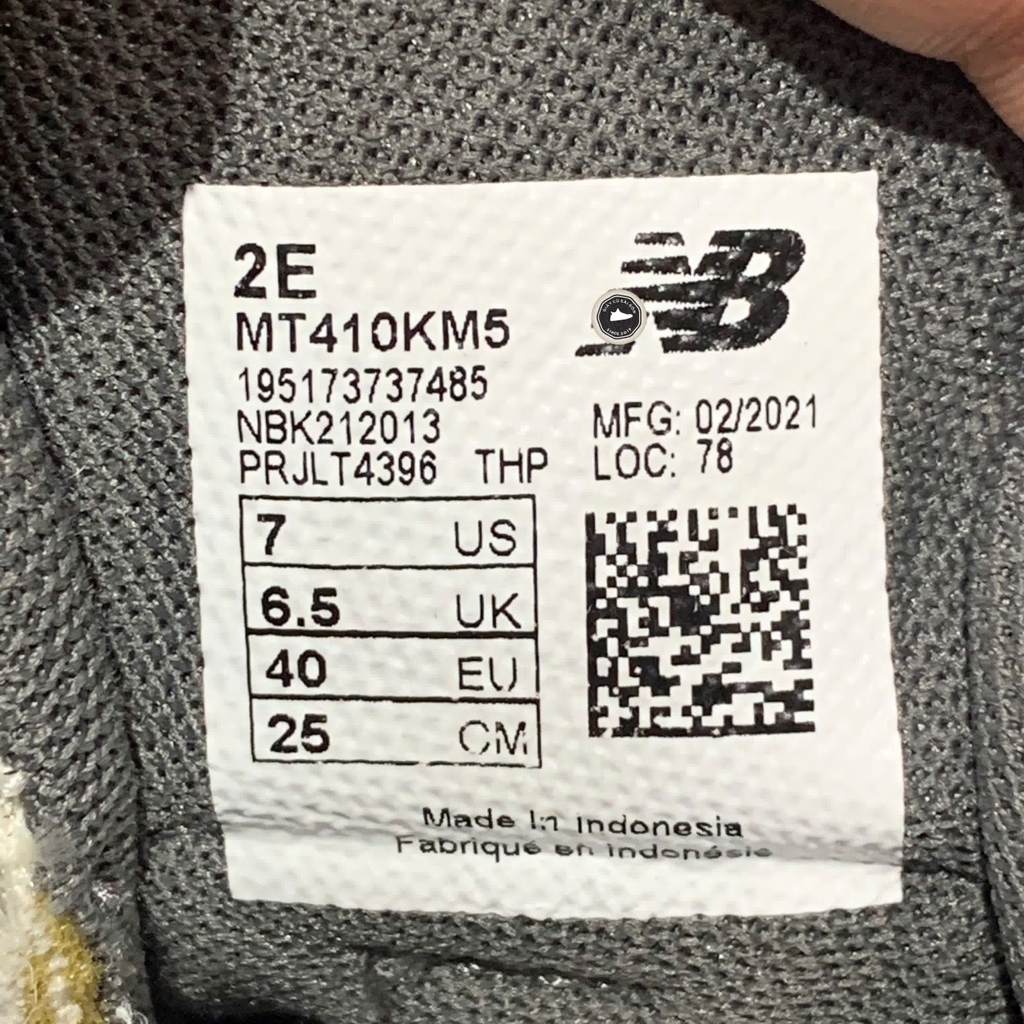 2E
MT410KM5
195173737485
NBK212013
PRJLT4396 THP
NB
MFG: 02/2021
LOC: 78
7 US
6.5 UK
40 EU
25 CM
Made In Indonesia
Fabriqué en Indonésie